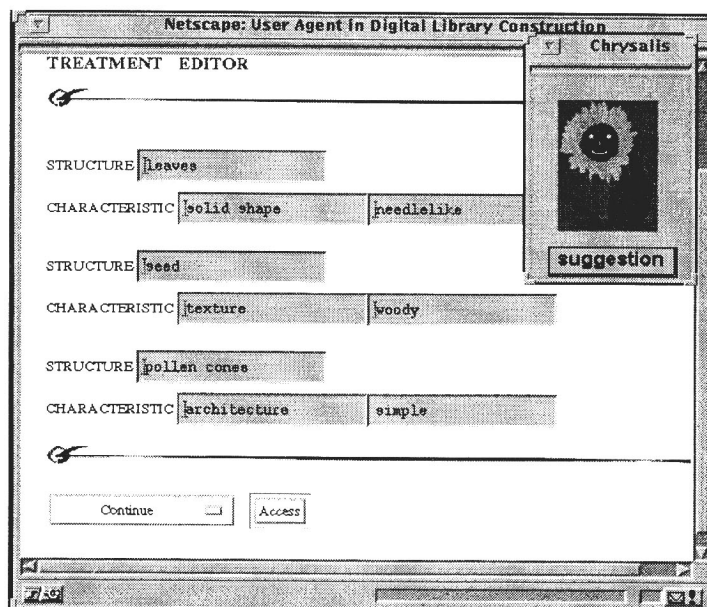 Netscape: User Agent in Digital Library Construction
Chrysalis
TREATMENT EDITOR
STRUCTURE leaves
CHARACTERISTIC solid shape needlelike
suggestion
STRUCTURE seed
CHARACTERISTIC texture woody
STRUCTURE pollen cones
CHARACTERISTIC architecture simple
Continue Access